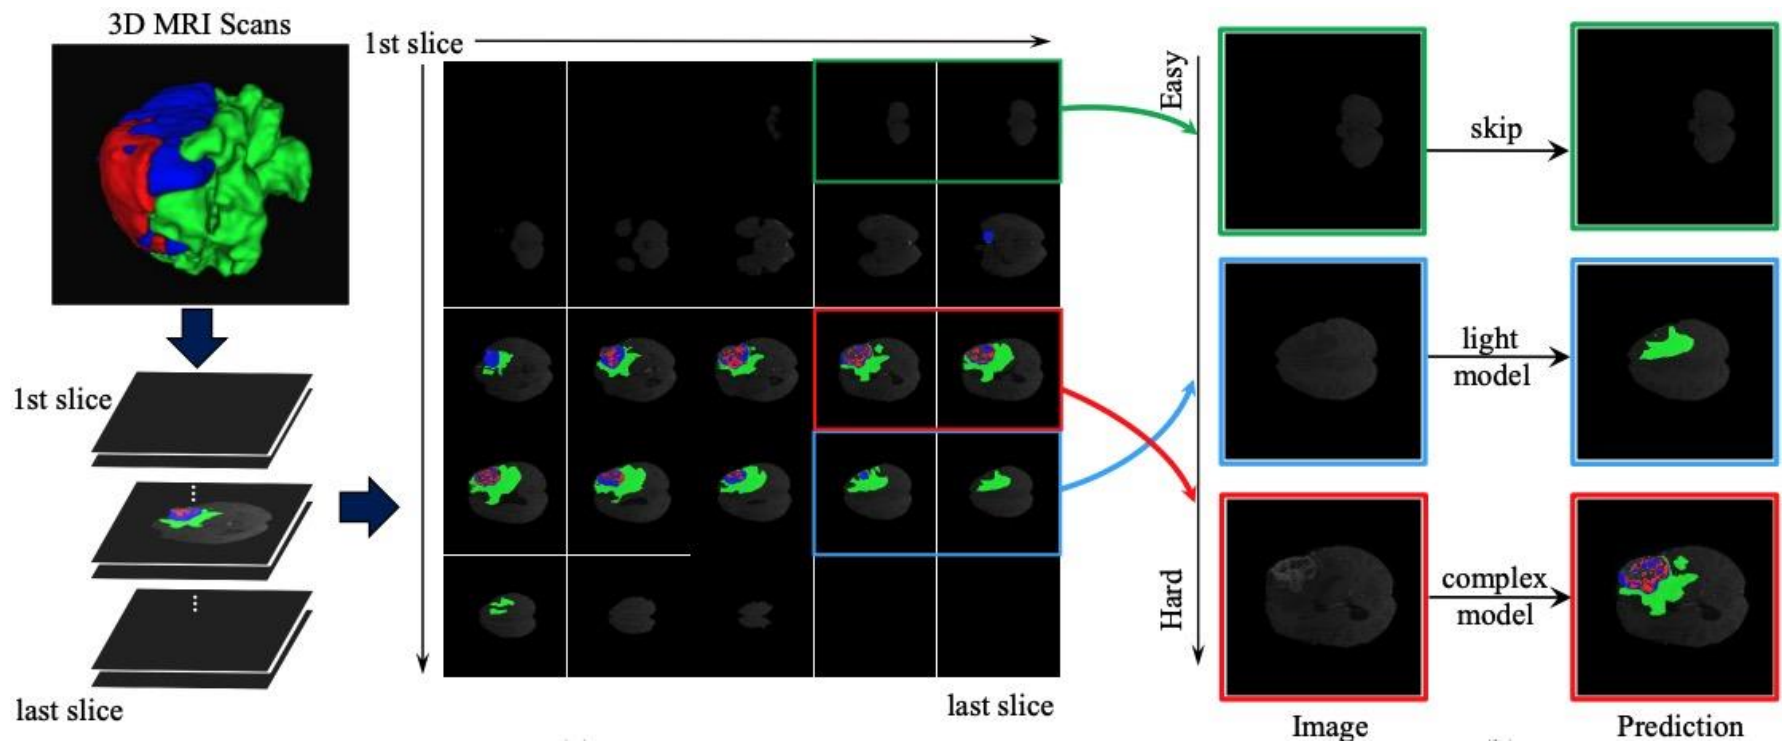 3D MRI Scans
1st slice
last slice
1st slice
last slice
Easy
Hard
skip
light
model
complex
model
Image
Prediction